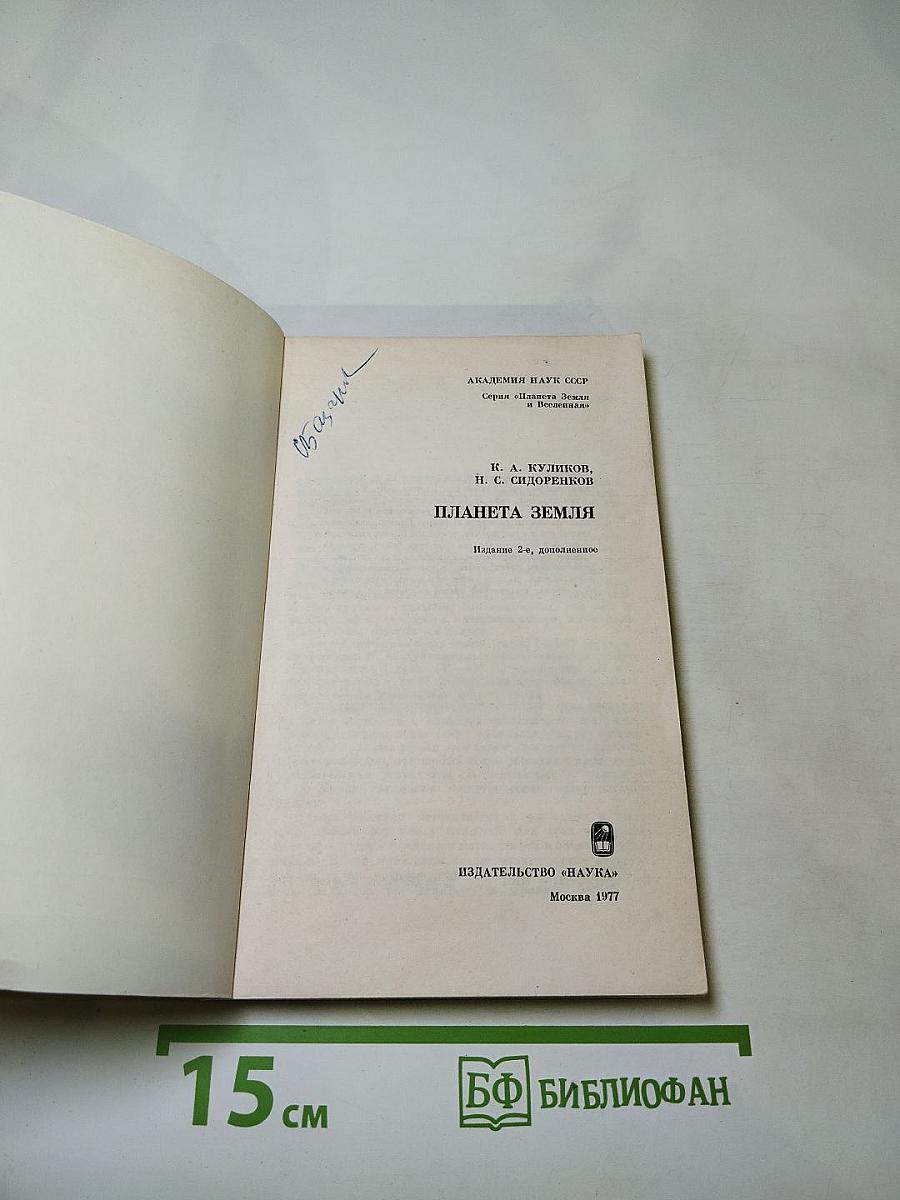 АКАДЕМИЯ НАУК СССР
Серия «Планета Земля
и Вселенная»
К. А. КУЛИКОВ,
Н. С. СИДОРЕНКОВ
ПЛАНЕТА ЗЕМЛЯ
Издание 2-е, дополненное
ИЗДАТЕЛЬСТВО «НАУКА»
Москва 1977
15 см
БФ БИБЛИОФАН